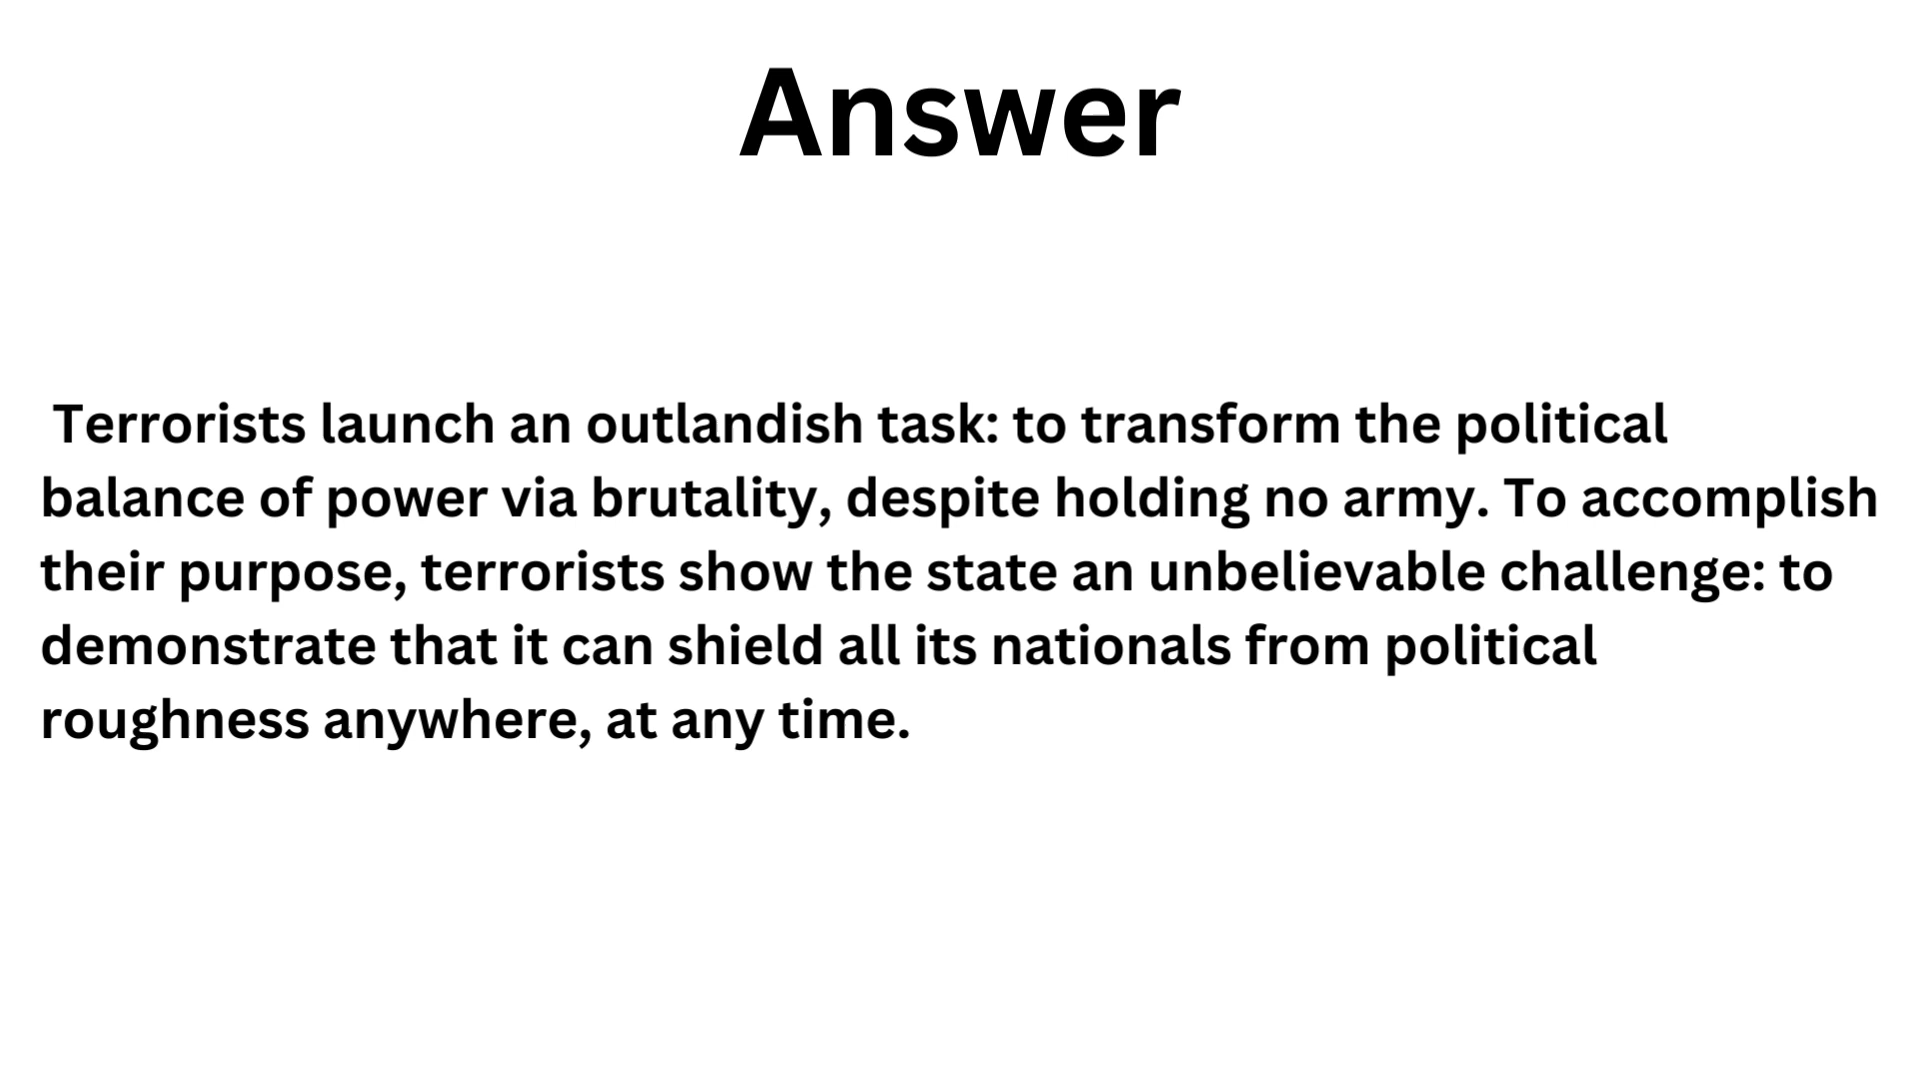 Answer
Terrorists launch an outlandish task: to transform the political
balance of power via brutality, despite holding no army. To accomplish
their purpose, terrorists show the state an unbelievable challenge: to
demonstrate that it can shield all its nationals from political
roughness anywhere, at any time.